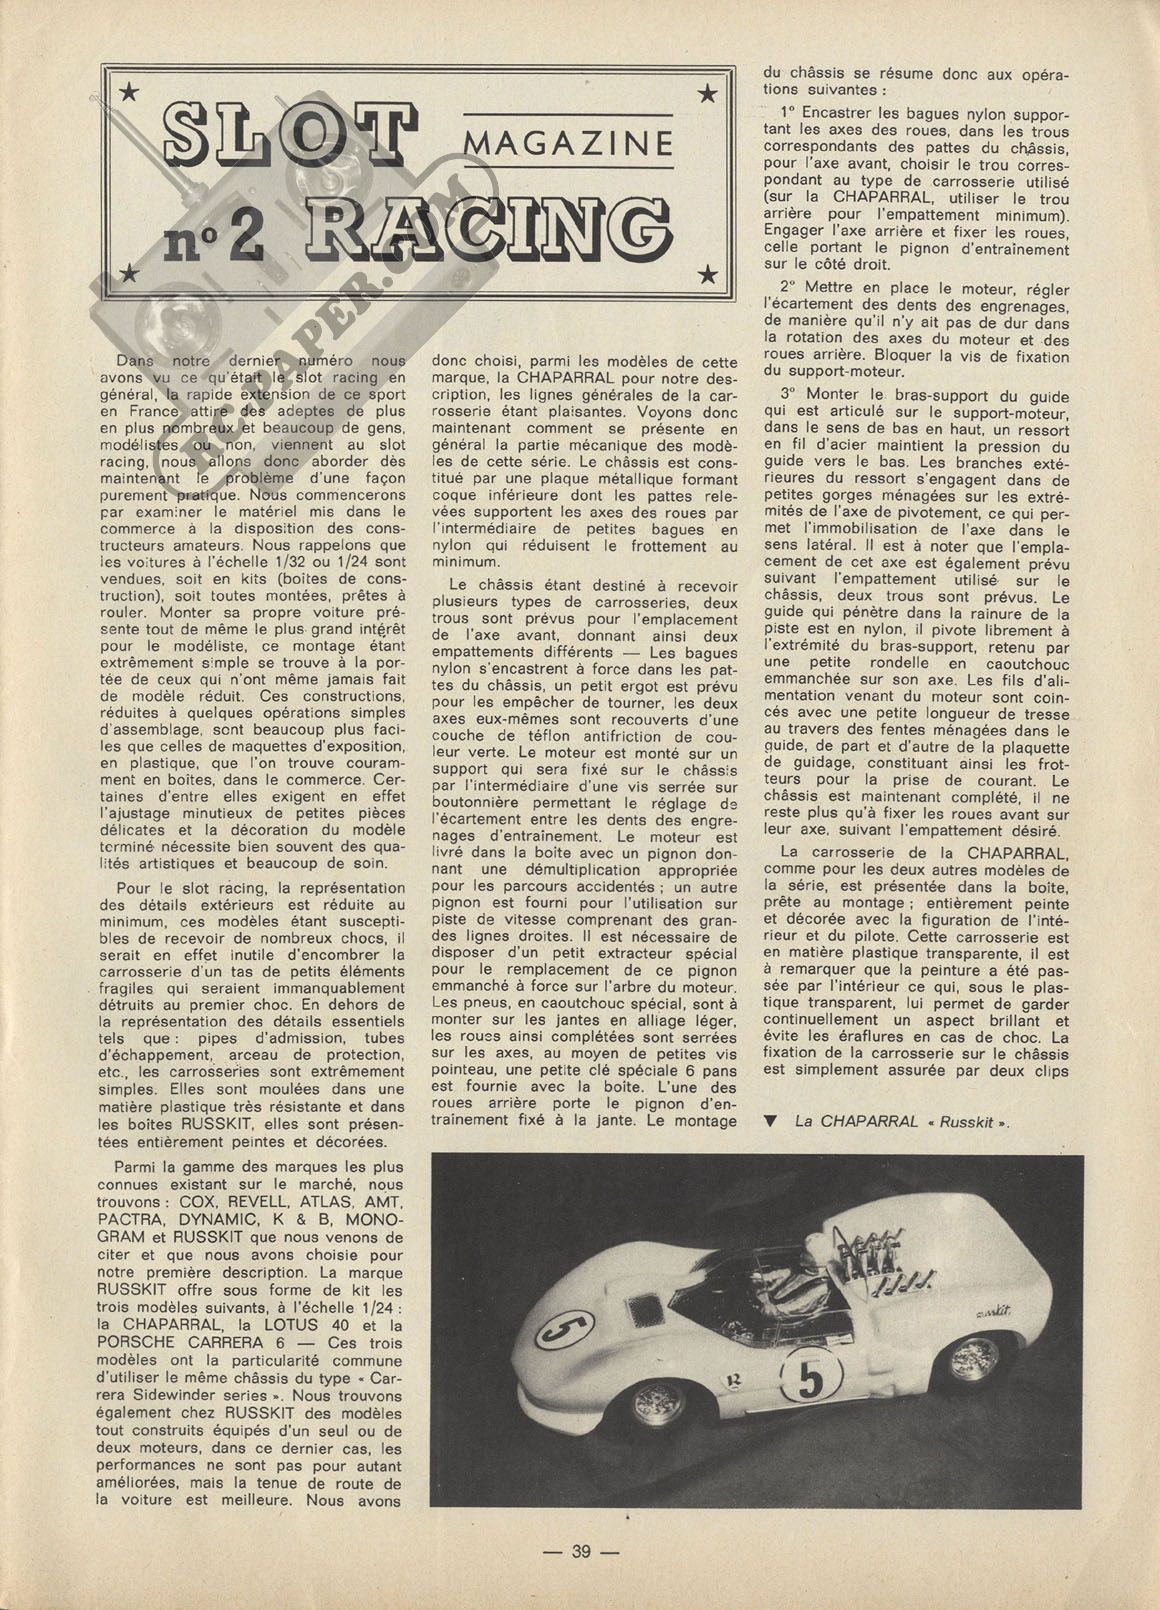 SLOT
MAGAZINE
n° 2 RACING
RC-PAPER.COM
Dans notre dernier numéro nous
avons vu ce qu'était le slot racing en
général, la rapide extension de ce sport
en France attire des adeptes de plus
en plus nombreux et beaucoup de gens,
modélistes ou non, viennent au slot
racing, nous allons donc aborder dès
maintenant le problème d'une façon
purement pratique. Nous commencerons
par examiner le matériel mis dans le
commerce à la disposition des cons-
tructeurs amateurs. Nous rappelons que
les voitures à l'échelle 1/32 ou 1/24 sont
vendues, soit en kits (boîtes de cons-
truction), soit toutes montées, prêtes à
rouler. Monter sa propre voiture pré-
sente tout de même le plus grand intérêt
pour le modéliste, ce montage étant
extrêmement simple se trouve à la por-
tée de ceux qui n'ont même jamais fait
de modèle réduit. Ces constructions,
réduites à quelques opérations simples
d'assemblage, sont beaucoup plus faci-
les que celles de maquettes d'exposition,
en plastique, que l'on trouve couram-
ment en boîtes, dans le commerce. Cer-
taines d'entre elles exigent en effet
l'ajustage minutieux de petites pièces
délicates et la décoration du modèle
terminé nécessite bien souvent des qua-
lités artistiques et beaucoup de soin.
Pour le slot racing, la représentation
des détails extérieurs est réduite au
minimum, ces modèles étant suscepti-
bles de recevoir de nombreux chocs, il
serait en effet inutile d'encombrer la
carrosserie d'un tas de petits éléments
fragiles qui seraient immanquablement
détruits au premier choc. En dehors de
la représentation des détails essentiels
tels que : pipes d'admission, tubes
d'échappement, arceau de protection,
etc., les carrosseries sont extrêmement
simples. Elles sont moulées dans une
matière plastique très résistante et dans
les boîtes RUSSKIT, elles sont présen-
tées entièrement peintes et décorées.
Parmi la gamme des marques les plus
connues existant sur le marché, nous
trouvons : COX, REVELL, ATLAS, AMT,
PACTRA, DYNAMIC, K & B, MONO-
GRAM et RUSSKIT que nous venons de
citer et que nous avons choisie pour
notre première description. La marque
RUSSKIT offre sous forme de kit les
trois modèles suivants, à l'échelle 1/24 :
la CHAPARRAL, la LOTUS 40 et la
PORSCHE CARRERA 6 — Ces trois
modèles ont la particularité commune
d'utiliser le même châssis du type « Car-
rera Sidewinder series ». Nous trouvons
également chez RUSSKIT des modèles
tout construits équipés d'un seul ou de
deux moteurs, dans ce dernier cas, les
performances ne sont pas pour autant
améliorées, mais la tenue de route de
la voiture est meilleure. Nous avons
donc choisi, parmi les modèles de cette
marque, la CHAPARRAL pour notre des-
cription, les lignes générales de la car-
rosserie étant plaisantes. Voyons donc
maintenant comment se présente en
général la partie mécanique des modè-
les de cette série. Le châssis est cons-
titué par une plaque métallique formant
coque inférieure dont les pattes rele-
vées supportent les axes des roues par
l'intermédiaire de petites bagues en
nylon qui réduisent le frottement au
minimum.
Le châssis étant destiné à recevoir
plusieurs types de carrosseries, deux
trous sont prévus pour l'emplacement
de l'axe avant, donnant ainsi deux
empattements différents — Les bagues
nylon s'encastrent à force dans les pat-
tes du châssis, un petit ergot est prévu
pour les empêcher de tourner, les deux
axes eux-mêmes sont recouverts d'une
couche de téflon antifriction de cou-
leur verte. Le moteur est monté sur un
support qui sera fixé sur le châssis
par l'intermédiaire d'une vis serrée sur
boutonnière permettant le réglage de
l'écartement entre les dents des engre-
nages d'entraînement. Le moteur est
livré dans la boîte avec un pignon don-
nant une démultiplication appropriée
pour les parcours accidentés ; un autre
pignon est fourni pour l'utilisation sur
piste de vitesse comprenant des gran-
des lignes droites. Il est nécessaire de
disposer d'un petit extracteur spécial
pour le remplacement de ce pignon
emmanché à force sur l'arbre du moteur.
Les pneus, en caoutchouc spécial, sont à
monter sur les jantes en alliage léger,
les roues ainsi complétées sont serrées
sur les axes, au moyen de petites vis
pointeau, une petite clé spéciale 6 pans
est fournie avec la boîte. L'une des
roues arrière porte le pignon d'en-
traînement fixé à la jante. Le montage
du châssis se résume donc aux opéra-
tions suivantes :
1° Encastrer les bagues nylon suppor-
tant les axes des roues, dans les trous
correspondants des pattes du châssis,
pour l'axe avant, choisir le trou corres-
pondant au type de carrosserie utilisé
(sur la CHAPARRAL, utiliser le trou
arrière pour l'empattement minimum).
Engager l'axe arrière et fixer les roues,
celle portant le pignon d'entraînement
sur le côté droit.
2° Mettre en place le moteur, régler
l'écartement des dents des engrenages,
de manière qu'il n'y ait pas de dur dans
la rotation des axes du moteur et des
roues arrière. Bloquer la vis de fixation
du support-moteur.
3° Monter le bras-support du guide
qui est articulé sur le support-moteur,
dans le sens de bas en haut, un ressort
en fil d'acier maintient la pression du
guide vers le bas. Les branches exté-
rieures du ressort s'engagent dans de
petites gorges ménagées sur les extré-
mités de l'axe de pivotement, ce qui per-
met l'immobilisation de l'axe dans le
sens latéral. Il est à noter que l'empla-
cement de cet axe est également prévu
suivant l'empattement utilisé sur le
châssis, deux trous sont prévus. Le
guide qui pénètre dans la rainure de la
piste est en nylon, il pivote librement à
l'extrémité du bras-support, retenu par
une petite rondelle en caoutchouc
emmanchée sur son axe. Les fils d'ali-
mentation venant du moteur sont coin-
cés avec une petite longueur de tresse
au travers des fentes ménagées dans le
guide, de part et d'autre de la plaquette
de guidage, constituant ainsi les frot-
teurs pour la prise de courant. Le
châssis est maintenant complété, il ne
reste plus qu'à fixer les roues avant sur
leur axe, suivant l'empattement désiré.
La carrosserie de la CHAPARRAL,
comme pour les deux autres modèles de
la série, est présentée dans la boîte,
prête au montage ; entièrement peinte
et décorée avec la figuration de l'inté-
rieur et du pilote. Cette carrosserie est
en matière plastique transparente, il est
à remarquer que la peinture a été pas-
sée par l'intérieur ce qui, sous le plas-
tique transparent, lui permet de garder
continuellement un aspect brillant et
évite les éraflures en cas de choc. La
fixation de la carrosserie sur le châssis
est simplement assurée par deux clips
▼ La CHAPARRAL « Russkit ».
5
R
5
russkit.
— 39 —